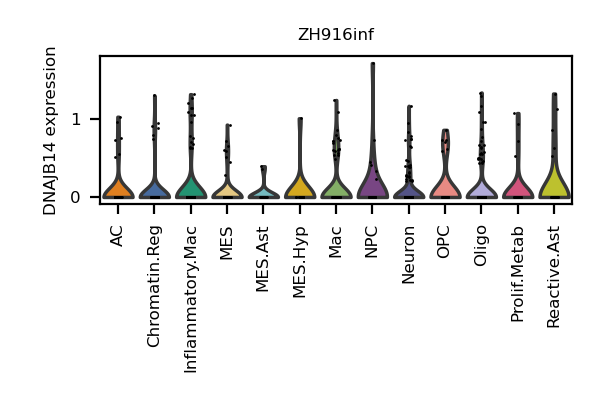 ZH916inf
DNAJB14 expression
1
0
AC
Chromatin.Reg
Inflammatory.Mac
MES
MES.Ast
MES.Hyp
Mac
NPC
Neuron
OPC
Oligo
Prolif.Metab
Reactive.Ast